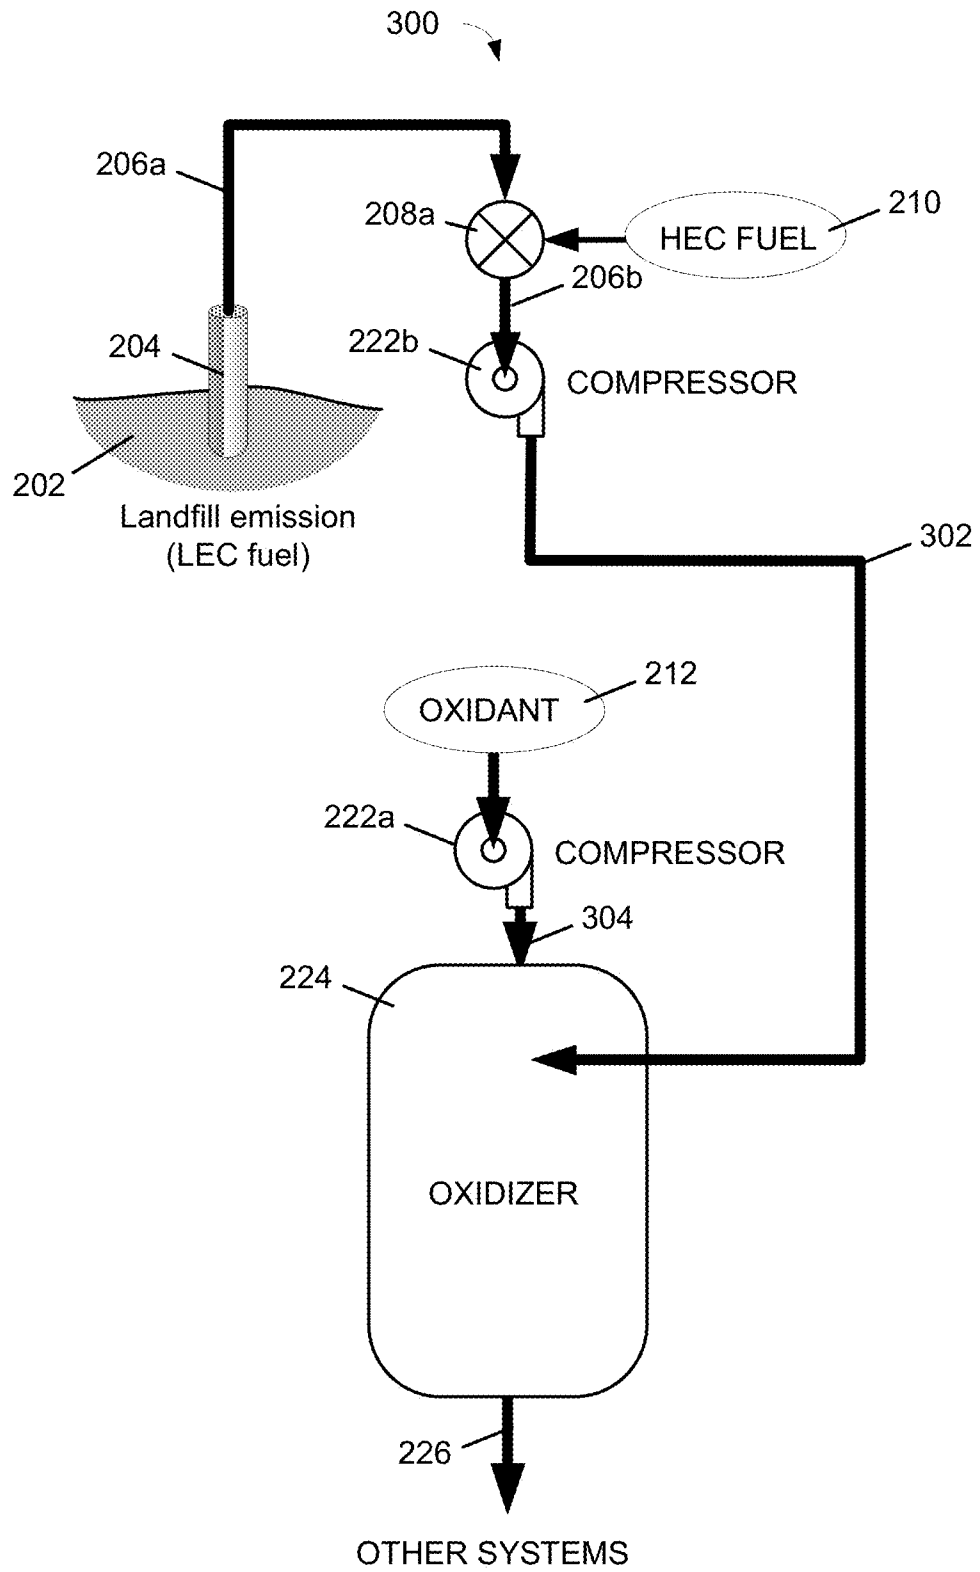 300
206a
208a
HEC FUEL
210
206b
204
222b
COMPRESSOR
202
Landfill emission
(LEC fuel)
302
212
OXIDANT
222a
COMPRESSOR
304
224
OXIDIZER
226
OTHER SYSTEMS